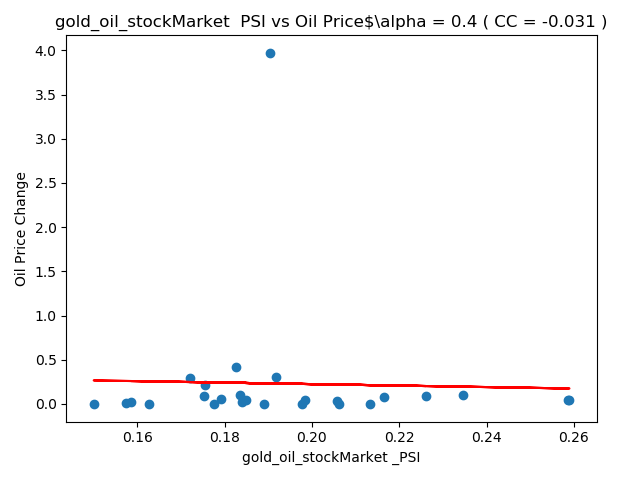 gold_oil_stockMarket  PSI vs Oil Price$\alpha = 0.4 ( CC = -0.031 )
4.0
3.5
3.0
2.5
2.0
1.5
1.0
0.5
0.0
Oil Price Change
0.16 0.18 0.20 0.22 0.24 0.26
gold_oil_stockMarket _PSI